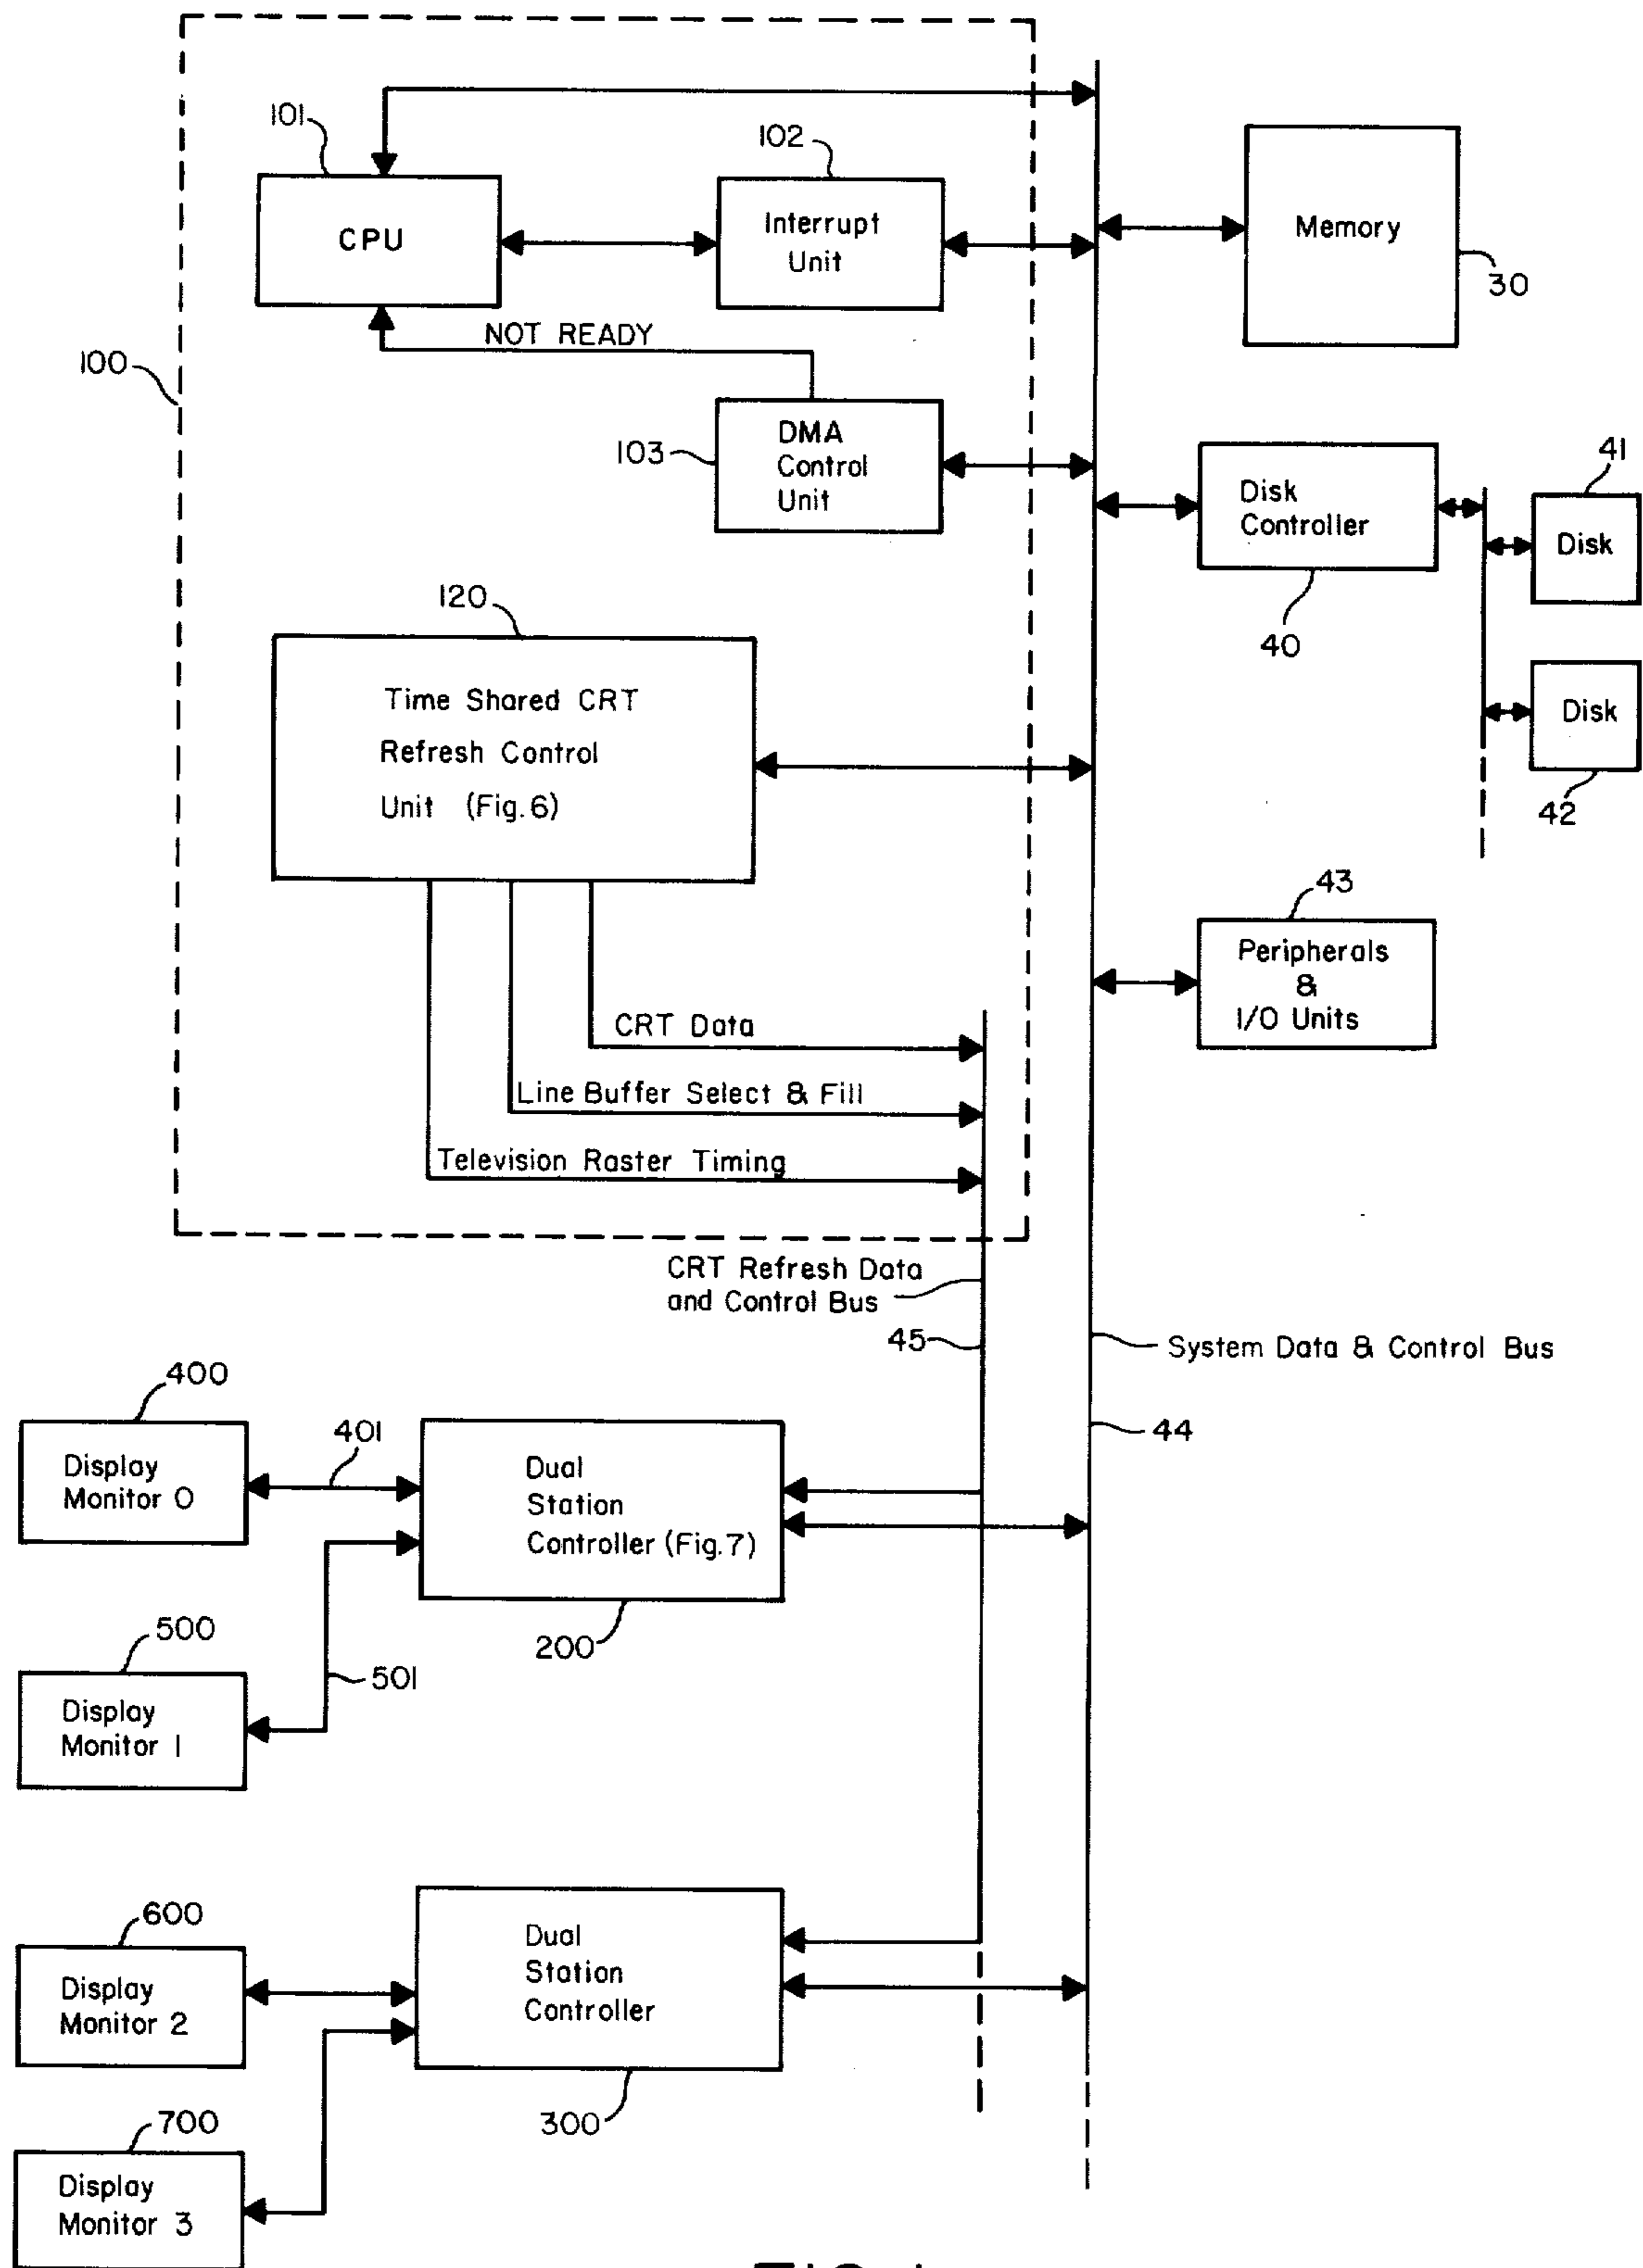 101
CPU
102
Interrupt
Unit
Memory
30
NOT READY
100
103
DMA
Control
Unit
Disk
Controller
40
41
Disk
Disk
42
120
Time Shared CRT
Refresh Control
Unit (Fig.6)
43
Peripherals
&
I/O Units
CRT Data
Line Buffer Select & Fill
Television Raster Timing
CRT Refresh Data
and Control Bus
45
System Data & Control Bus
44
400
Display
Monitor 0
401
Dual
Station
Controller (Fig.7)
200
500
Display
Monitor 1
501
600
Display
Monitor 2
Dual
Station
Controller
300
700
Display
Monitor 3